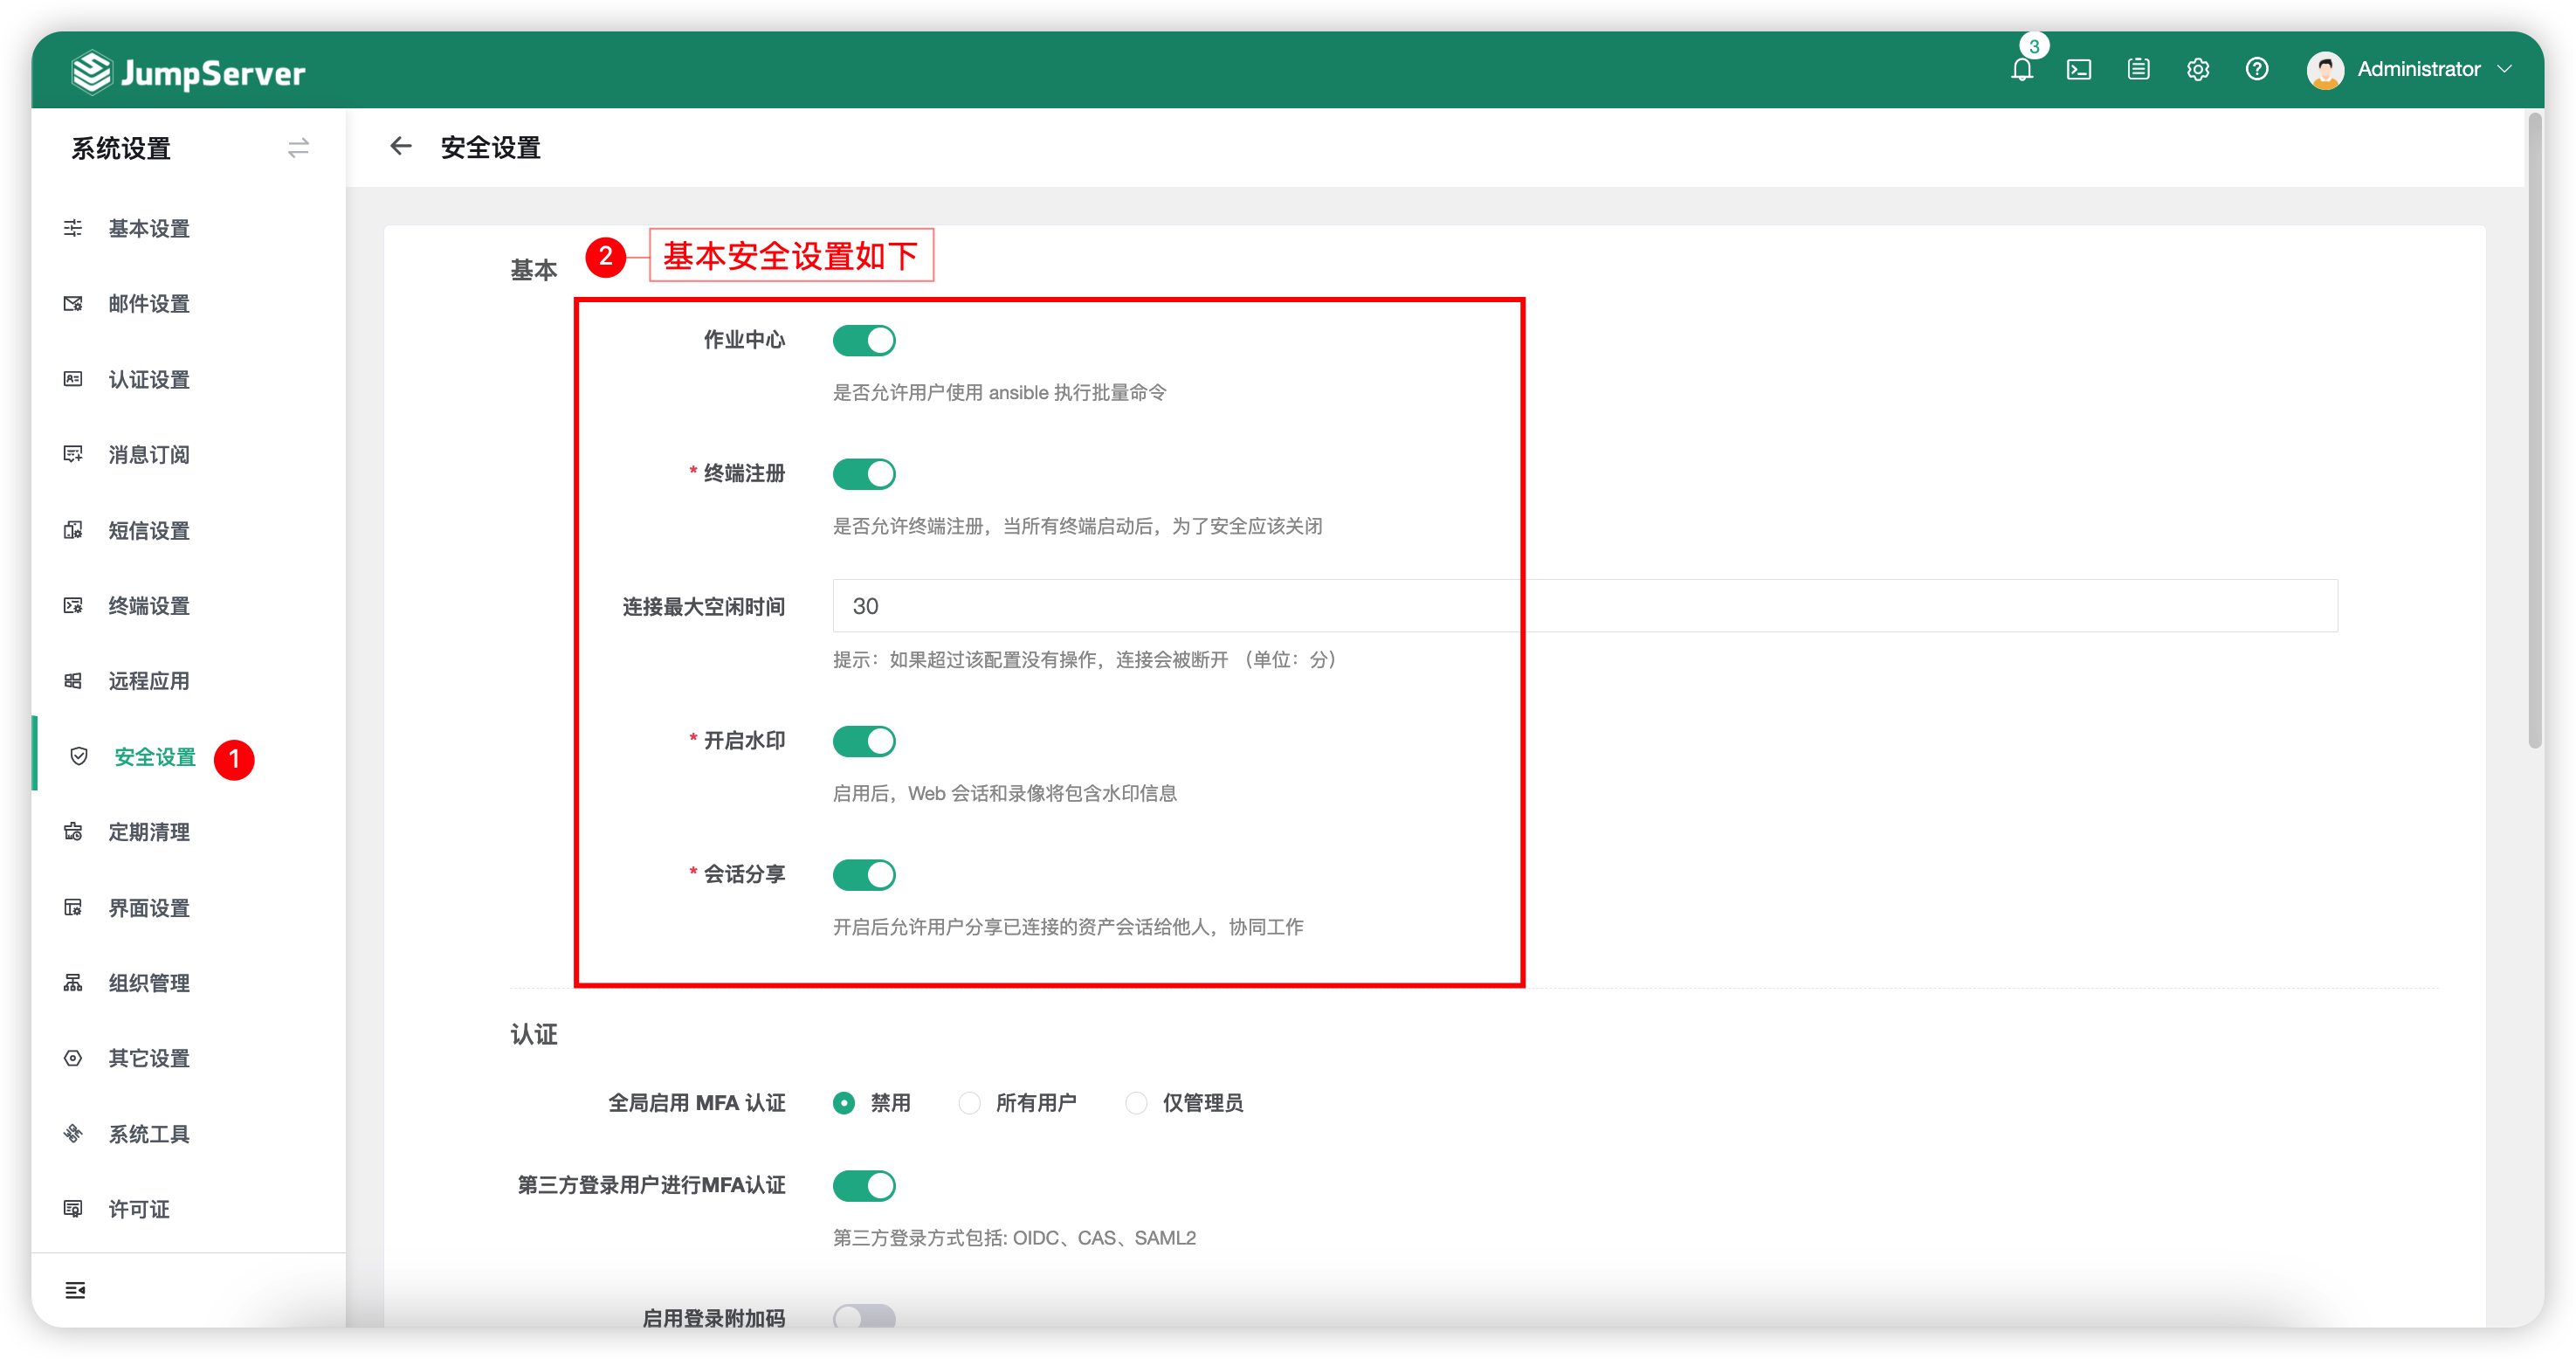 JumpServer
3
Administrator
系统设置
基本设置
邮件设置
认证设置
消息订阅
短信设置
终端设置
远程应用
安全设置 1
定期清理
界面设置
组织管理
其它设置
系统工具
许可证
安全设置
基本
2 基本安全设置如下
作业中心
是否允许用户使用 ansible 执行批量命令
* 终端注册
是否允许终端注册，当所有终端启动后，为了安全应该关闭
连接最大空闲时间 30
提示：如果超过该配置没有操作，连接会被断开 （单位：分）
* 开启水印
启用后，Web 会话和录像将包含水印信息
* 会话分享
开启后允许用户分享已连接的资产会话给他人，协同工作
认证
全局启用 MFA 认证 禁用 所有用户 仅管理员
第三方登录用户进行MFA认证
第三方登录方式包括: OIDC、CAS、SAML2
启用登录附加码